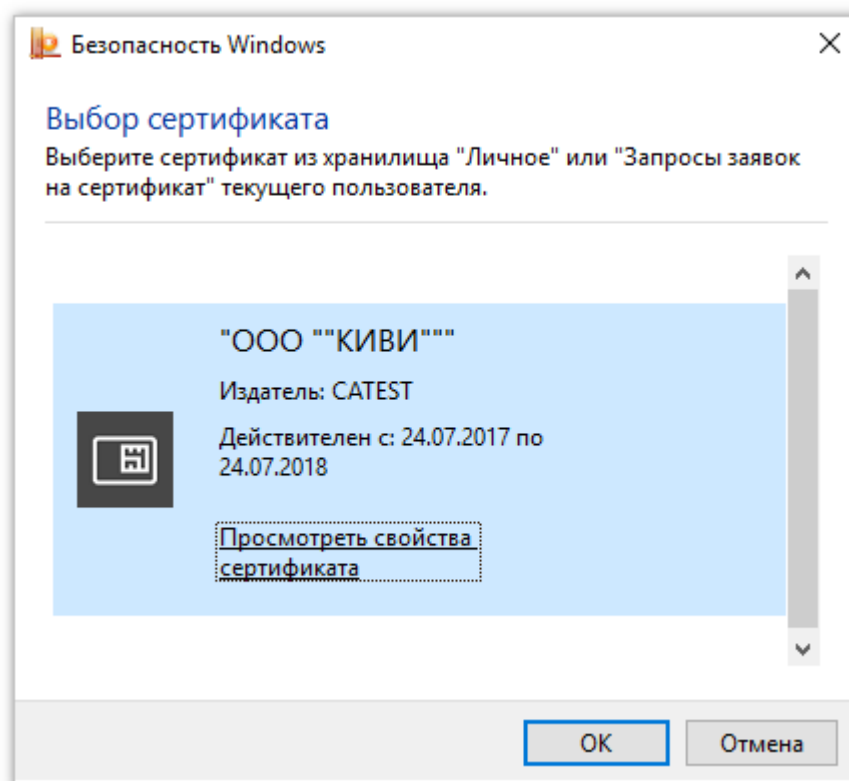 Безопасность Windows
Выбор сертификата
Выберите сертификат из хранилища "Личное" или "Запросы заявок
на сертификат" текущего пользователя.
"ООО ""КИВИ"""
Издатель: CATEST
Действителен с: 24.07.2017 по
24.07.2018
Просмотреть свойства
сертификата
ОК
Отмена